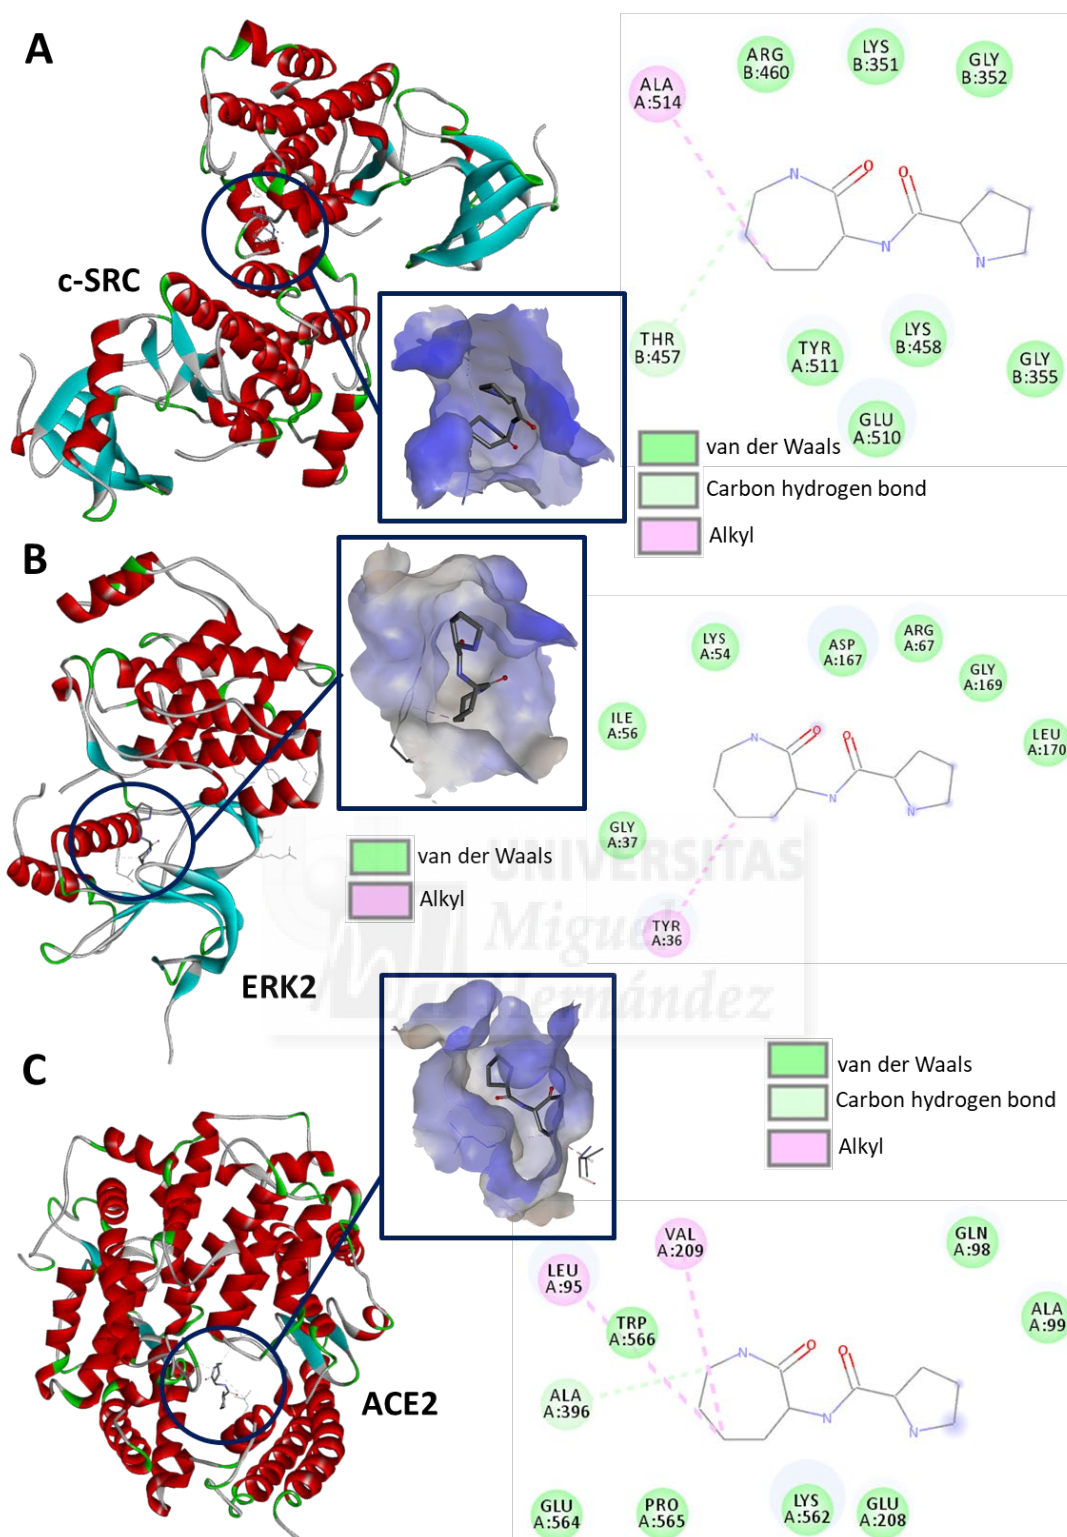 A
c-SRC
ARG
B:460
LYS
B:351
GLY
B:352
ALA
A:514
N
O
O
N
N
THR
B:457
TYR
A:511
LYS
B:458
GLY
B:355
GLU
A:510
van der Waals
Carbon hydrogen bond
Alkyl
B
ERK2
LYS
A:54
ASP
A:167
ARG
A:67
GLY
A:169
ILE
A:56
LEU
A:170
N
O
O
N
N
GLY
A:37
TYR
A:36
van der Waals
Alkyl
UNIVERSITAS
Miguel
Hernández
C
ACE2
van der Waals
Carbon hydrogen bond
Alkyl
VAL
A:209
GLN
A:98
LEU
A:95
ALA
A:99
TRP
A:566
N
O
O
N
N
ALA
A:396
GLU
A:564
PRO
A:565
LYS
A:562
GLU
A:208